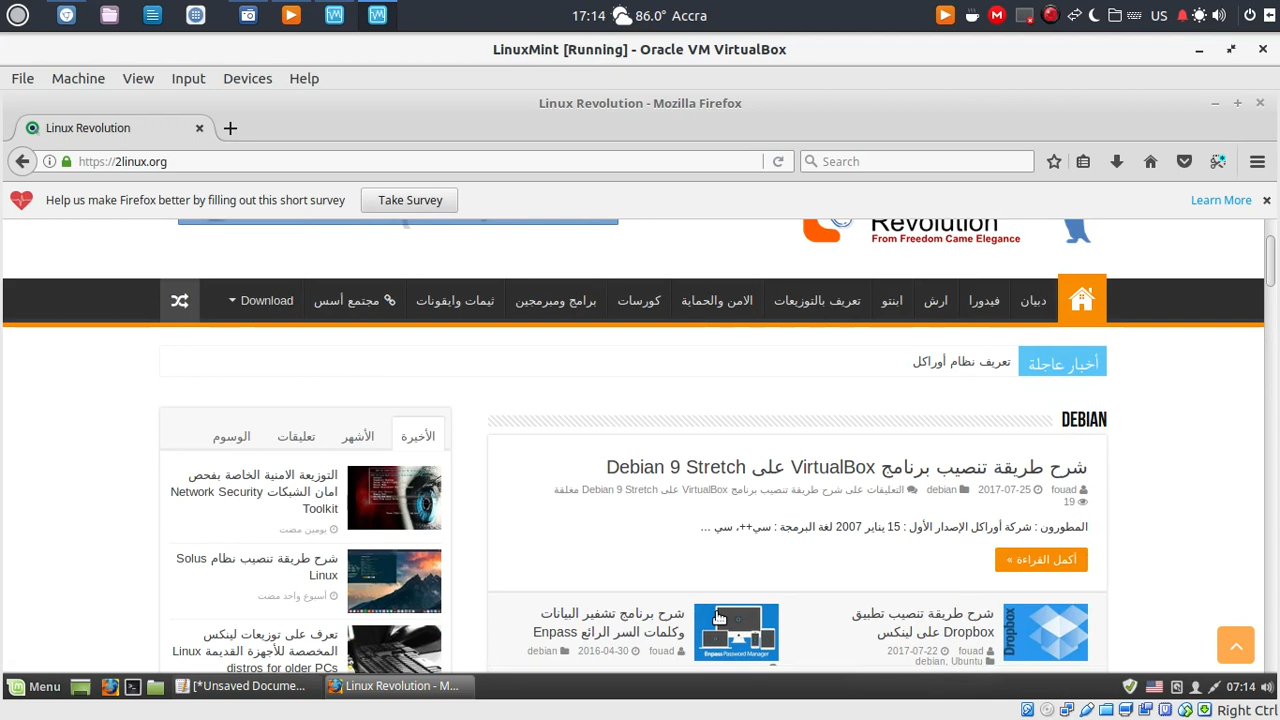 17:14 86.0° Accra
US
LinuxMint [Running] - Oracle VM VirtualBox
File Machine View Input Devices Help
Linux Revolution - Mozilla Firefox
Linux Revolution
https://2linux.org
Search
Help us make Firefox better by filling out this short survey Take Survey Learn More
Revolution
From Freedom Came Elegance
دبيان فيدورا ارش ابنتو تعريف بالتوزيعات الامن والحماية كورسات برامج ومبرمجين ثيمات وايقونات مجتمع أسس Download
أخبار عاجلة تعريف نظام أوراكل
DEBIAN
شرح طريقة تنصيب برنامج VirtualBox على Debian 9 Stretch
fouad 2017-07-25 debian التعليقات على شرح طريقة تنصيب برنامج VirtualBox على Debian 9 Stretch مغلقة
19
المطورون : شركة أوراكل الإصدار الأول : 15 يناير 2007 لغة البرمجة : سي++، سي ...
أكمل القراءة »
شرح طريقة تنصيب تطبيق
Dropbox على لينكس
fouad 2017-07-22
debian, Ubuntu
Dropbox
شرح برنامج تشفير البيانات
وكلمات السر الرائع Enpass
fouad 2016-04-30 debian
Enpass Password Manager
الأخيرة الأشهر تعليقات الوسوم
التوزيعة الامنية الخاصة بفحص
امان الشبكات Network Security
Toolkit
يومين مضت
شرح طريقة تنصيب نظام Solus
Linux
أسبوع واحد مضت
تعرف على توزيعات لينكس
المخصصة للأجهزة القديمة Linux
distros for older PCs
Menu [*Unsaved Docume... Linux Revolution - M... 07:14
Right Ctrl